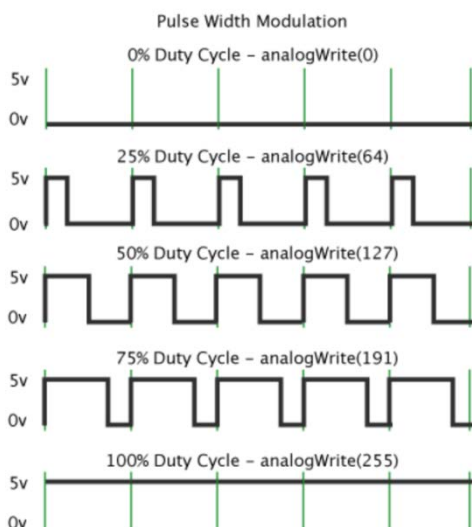 Pulse Width Modulation
0% Duty Cycle – analogWrite(0)
5v
0v
25% Duty Cycle – analogWrite(64)
5v
0v
50% Duty Cycle – analogWrite(127)
5v
0v
75% Duty Cycle – analogWrite(191)
5v
0v
100% Duty Cycle – analogWrite(255)
5v
0v